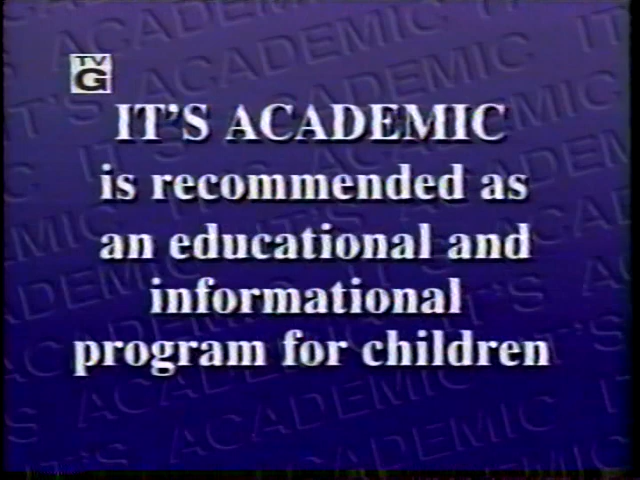 TV
G
IT'S ACADEMIC
is recommended as
an educational and
informational
program for children